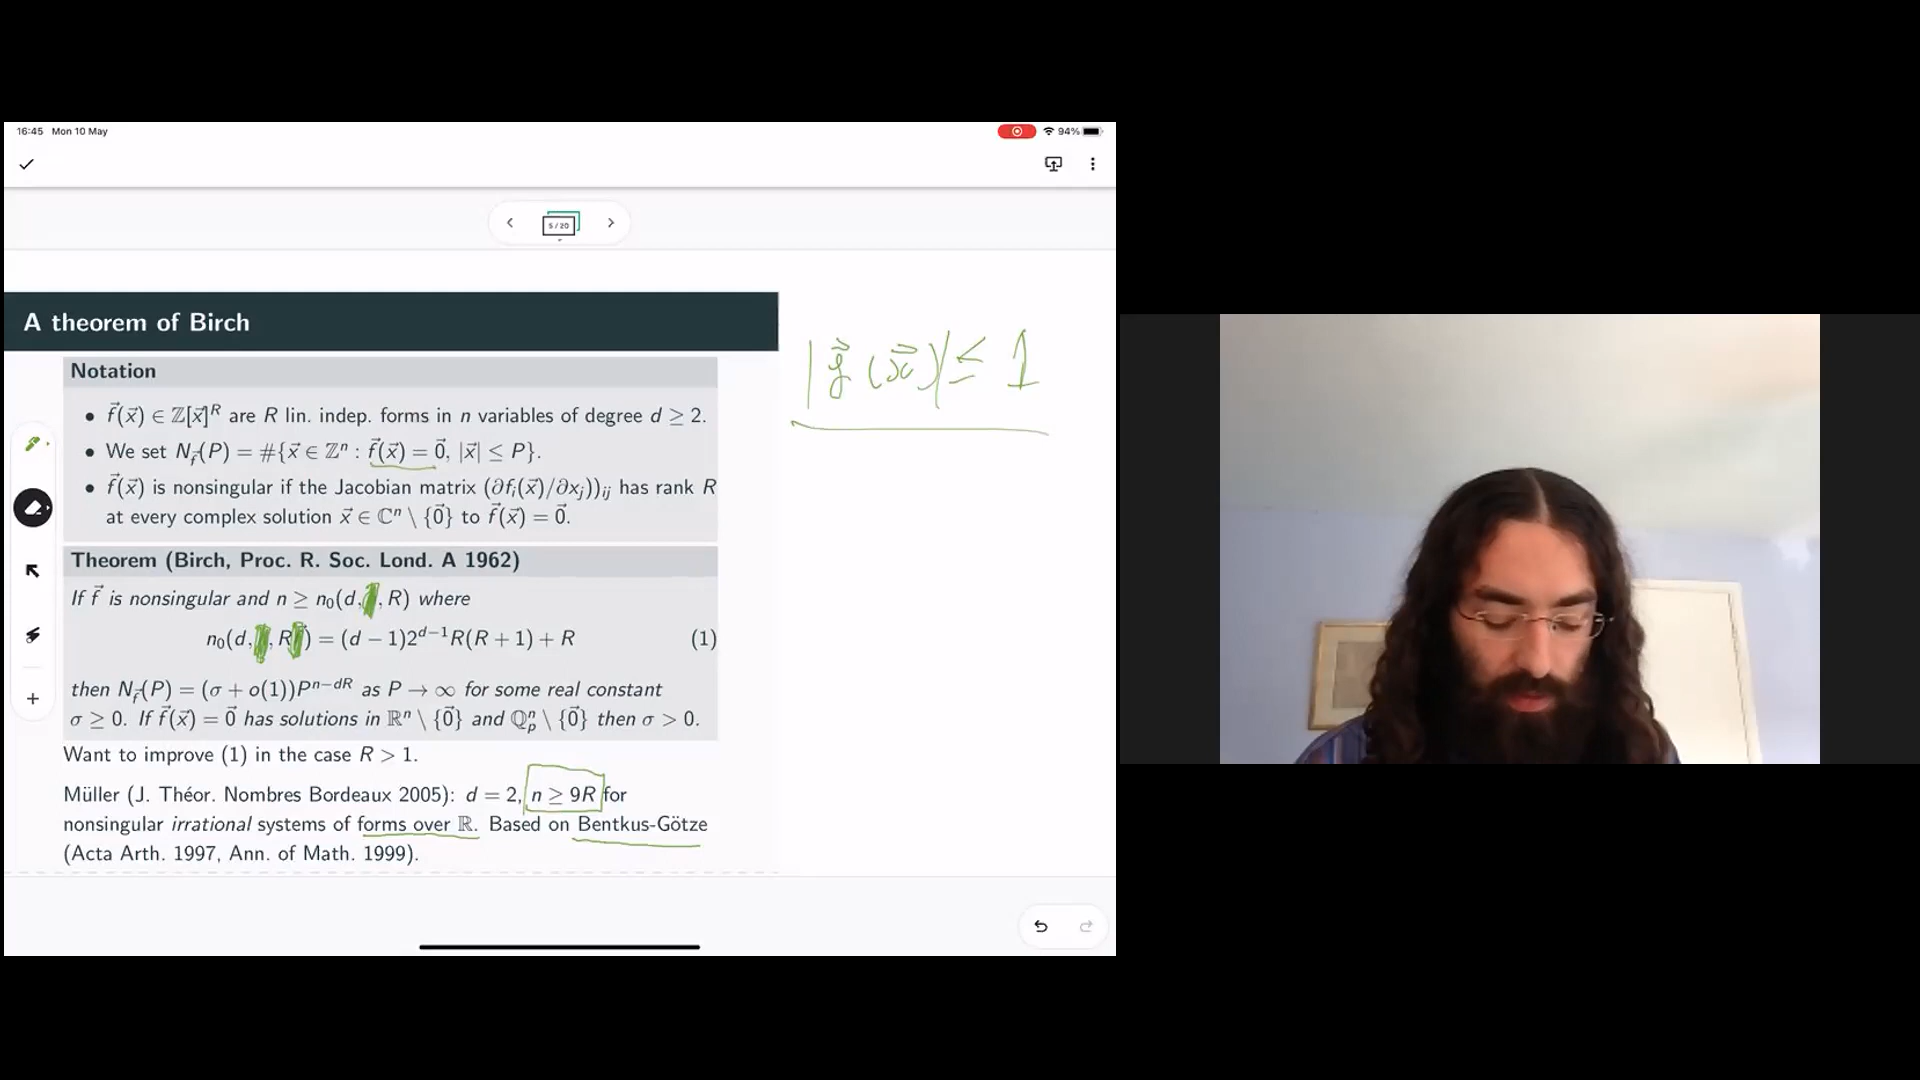 16:45 Mon 10 May
94%
5 / 20
A theorem of Birch
|g⃗(x⃗)| ≤ 1
Notation
• f⃗(x⃗) ∈ ℤ[x⃗]^R are R lin. indep. forms in n variables of degree d ≥ 2.
• We set N_f⃗(P) = #{x⃗ ∈ ℤ^n : f⃗(x⃗) = 0⃗, |x⃗| ≤ P}.
• f⃗(x⃗) is nonsingular if the Jacobian matrix (∂f_i(x⃗)/∂x_j))_ij has rank R
at every complex solution x⃗ ∈ ℂ^n \ {0⃗} to f⃗(x⃗) = 0⃗.
Theorem (Birch, Proc. R. Soc. Lond. A 1962)
If f⃗ is nonsingular and n ≥ n_0(d, , R) where
n_0(d, , R ) = (d − 1)2^{d−1}R(R + 1) + R (1)
then N_f⃗(P) = (σ + o(1))P^{n−dR} as P → ∞ for some real constant
σ ≥ 0. If f⃗(x⃗) = 0⃗ has solutions in ℝ^n \ {0⃗} and ℚ_p^n \ {0⃗} then σ > 0.
Want to improve (1) in the case R > 1.
Müller (J. Théor. Nombres Bordeaux 2005): d = 2, n ≥ 9R for
nonsingular irrational systems of forms over ℝ. Based on Bentkus-Götze
(Acta Arth. 1997, Ann. of Math. 1999).